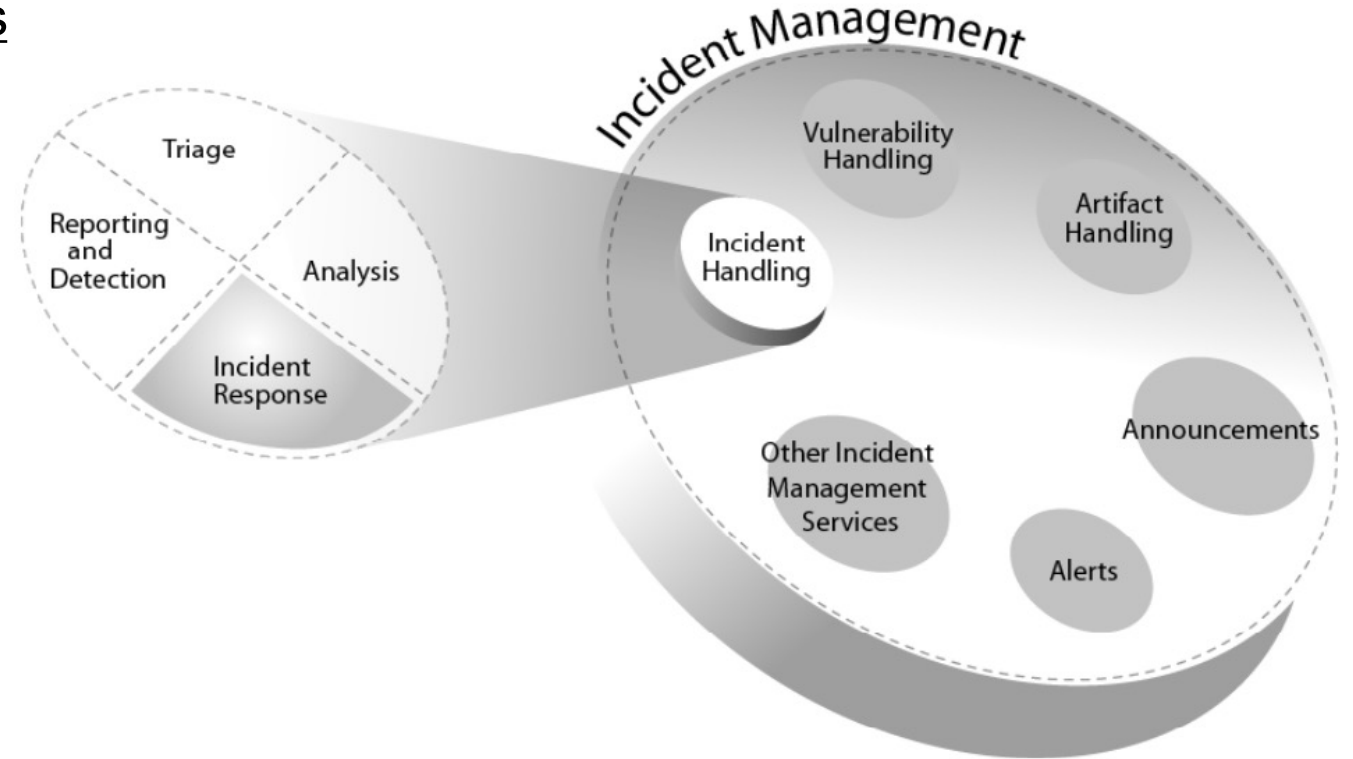 s
Incident Management
Triage
Reporting
and
Detection
Analysis
Incident
Response
Incident
Handling
Vulnerability
Handling
Artifact
Handling
Announcements
Other Incident
Management
Services
Alerts